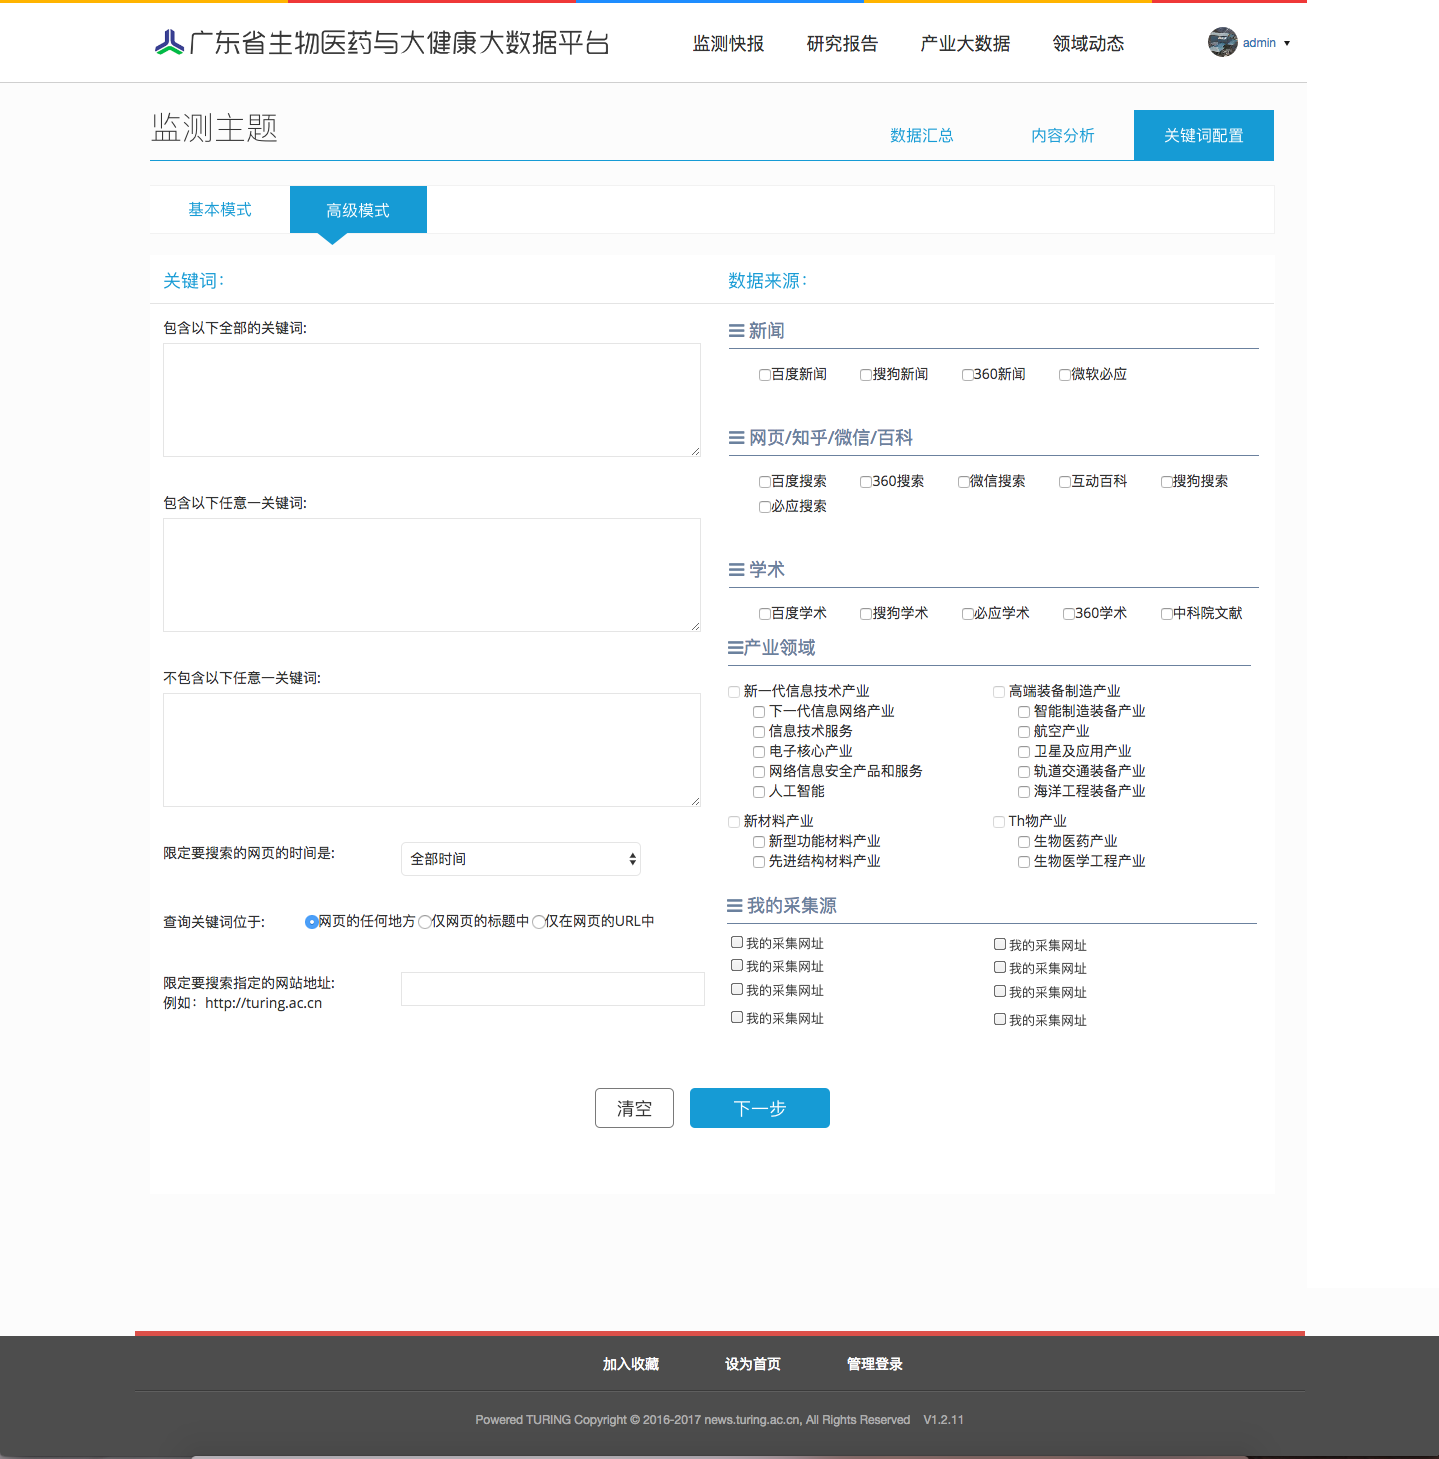 广东省生物医药与大健康大数据平台
监测快报 研究报告 产业大数据 领域动态
admin
监测主题
数据汇总 内容分析 关键词配置
基本模式 高级模式
关键词:
包含以下全部的关键词:
包含以下任意一关键词:
不包含以下任意一关键词:
限定要搜索的网页的时间是: 全部时间
查询关键词位于: 网页的任何地方 仅网页的标题中 仅在网页的URL中
限定要搜索指定的网站地址:
例如：http://turing.ac.cn
数据来源:
新闻
百度新闻 搜狗新闻 360新闻 微软必应
网页/知乎/微信/百科
百度搜索 360搜索 微信搜索 互动百科 搜狗搜索
必应搜索
学术
百度学术 搜狗学术 必应学术 360学术 中科院文献
产业领域
新一代信息技术产业
下一代信息网络产业
信息技术服务
电子核心产业
网络信息安全产品和服务
人工智能
高端装备制造产业
智能制造装备产业
航空产业
卫星及应用产业
轨道交通装备产业
海洋工程装备产业
新材料产业
新型功能材料产业
先进结构材料产业
Th物产业
生物医药产业
生物医学工程产业
我的采集源
我的采集网址 我的采集网址
我的采集网址 我的采集网址
我的采集网址 我的采集网址
我的采集网址 我的采集网址
清空 下一步
加入收藏 设为首页 管理登录
Powered TURING Copyright © 2016-2017 news.turing.ac.cn, All Rights Reserved V1.2.11